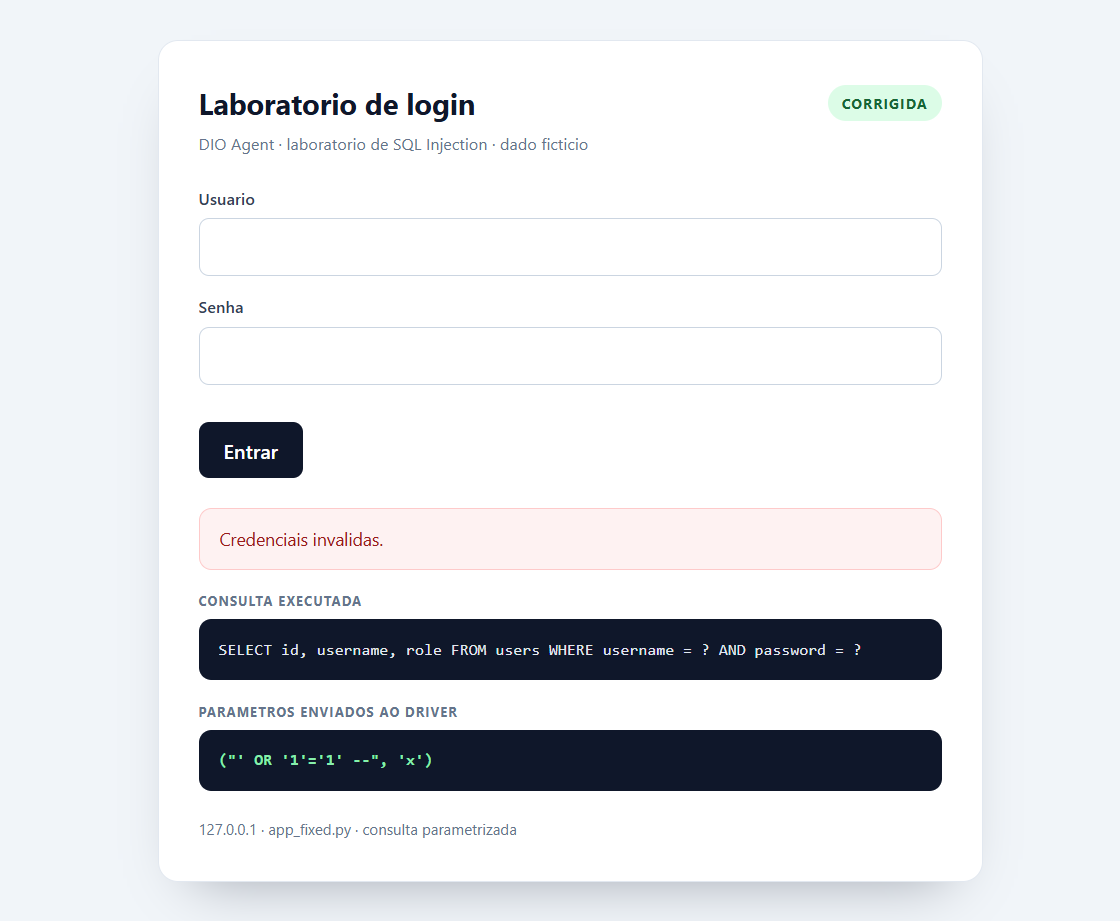 Laboratorio de login
CORRIGIDA
DIO Agent · laboratorio de SQL Injection · dado ficticio
Usuario
Senha
Entrar
Credenciais invalidas.
CONSULTA EXECUTADA
SELECT id, username, role FROM users WHERE username = ? AND password = ?
PARAMETROS ENVIADOS AO DRIVER
("' OR '1'='1' --", 'x')
127.0.0.1 · app_fixed.py · consulta parametrizada